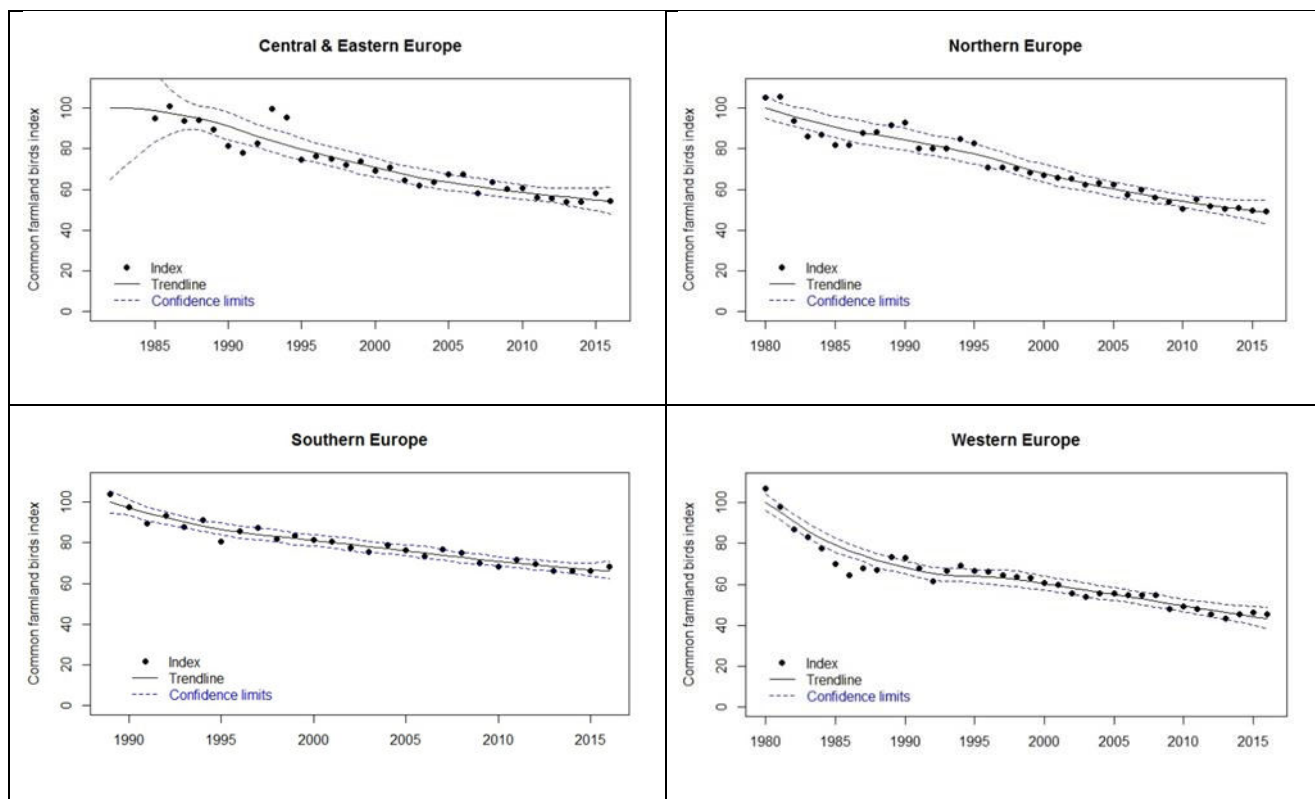 Central & Eastern Europe
Common farmland birds index
0 20 40 60 80 100
Index
Trendline
Confidence limits
1985 1990 1995 2000 2005 2010 2015
Northern Europe
Common farmland birds index
0 20 40 60 80 100
Index
Trendline
Confidence limits
1980 1985 1990 1995 2000 2005 2010 2015
Southern Europe
Common farmland birds index
0 20 40 60 80 100
Index
Trendline
Confidence limits
1990 1995 2000 2005 2010 2015
Western Europe
Common farmland birds index
0 20 40 60 80 100
Index
Trendline
Confidence limits
1980 1985 1990 1995 2000 2005 2010 2015